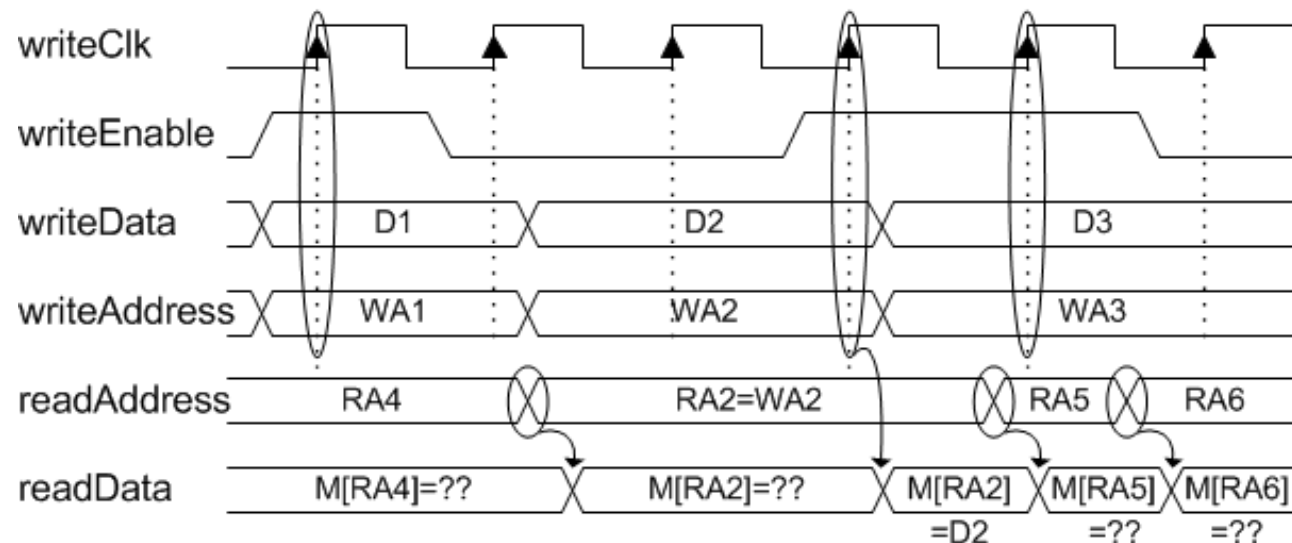 writeClk
writeEnable
writeData D1 D2 D3
writeAddress WA1 WA2 WA3
readAddress RA4 RA2=WA2 RA5 RA6
readData M[RA4]=?? M[RA2]=?? M[RA2] M[RA5] M[RA6]
=D2 =?? =??